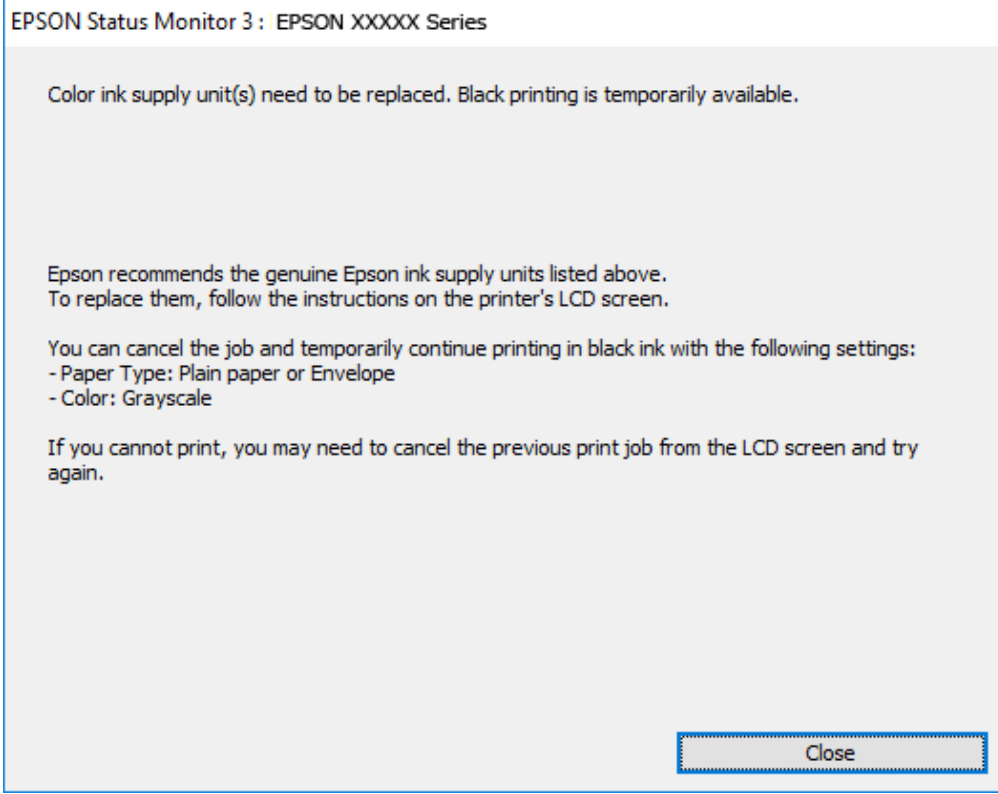 EPSON Status Monitor 3 : EPSON XXXXX Series
Color ink supply unit(s) need to be replaced. Black printing is temporarily available.
Epson recommends the genuine Epson ink supply units listed above.
To replace them, follow the instructions on the printer's LCD screen.
You can cancel the job and temporarily continue printing in black ink with the following settings:
- Paper Type: Plain paper or Envelope
- Color: Grayscale
If you cannot print, you may need to cancel the previous print job from the LCD screen and try
again.
Close